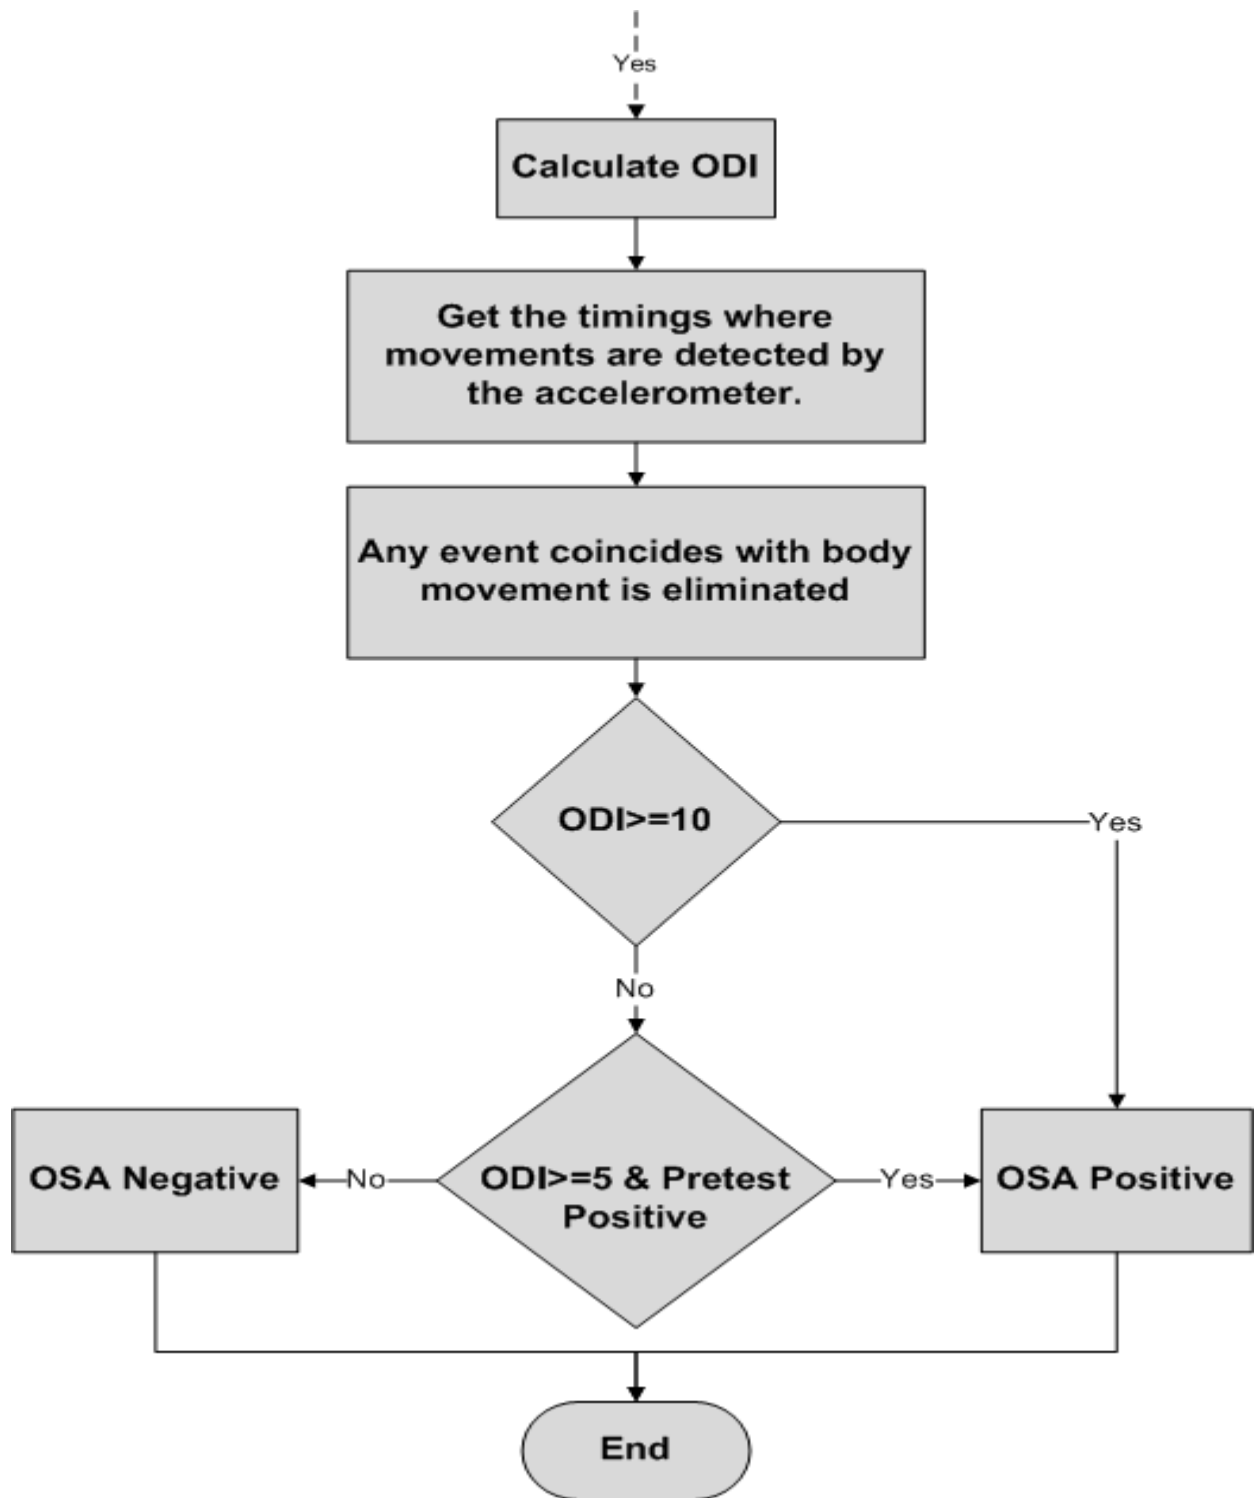 Yes
Calculate ODI
Get the timings where
movements are detected by
the accelerometer.
Any event coincides with body
movement is eliminated
ODI>=10
Yes
No
OSA Negative
No
ODI>=5 & Pretest
Positive
Yes
OSA Positive
End